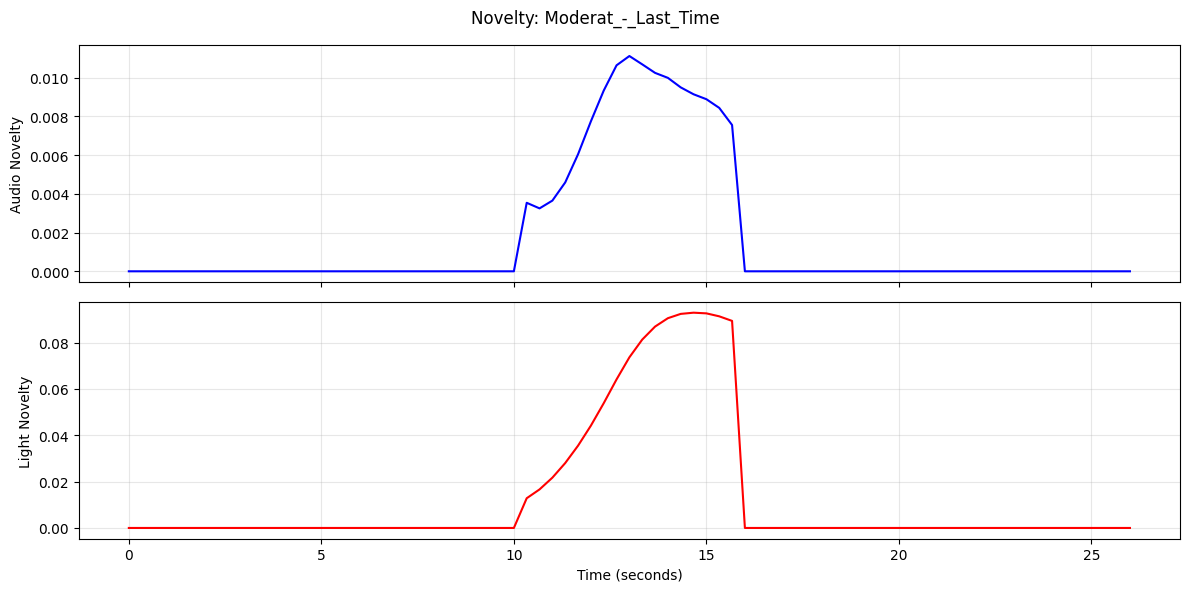 Novelty: Moderat_-_Last_Time
Audio Novelty
0.010
0.008
0.006
0.004
0.002
0.000
Light Novelty
0.08
0.06
0.04
0.02
0.00
0 5 10 15 20 25
Time (seconds)